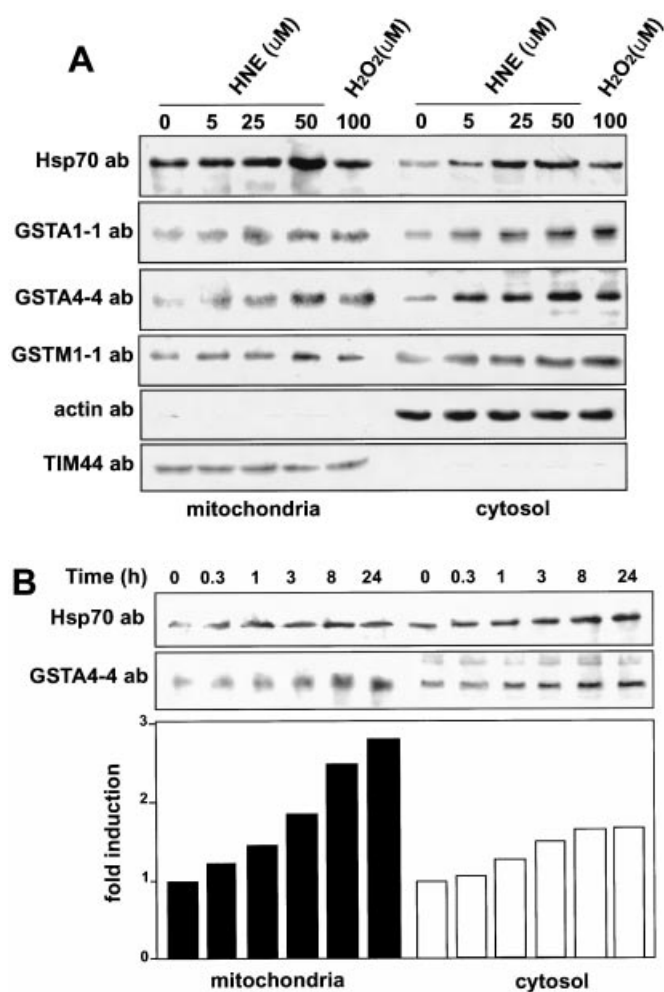 A
HNE (uM) H₂O₂(uM) HNE (uM) H₂O₂(uM)
0 5 25 50 100 0 5 25 50 100
Hsp70 ab
GSTA1-1 ab
GSTA4-4 ab
GSTM1-1 ab
actin ab
TIM44 ab
mitochondria cytosol
B
Time (h) 0 0.3 1 3 8 24 0 0.3 1 3 8 24
Hsp70 ab
GSTA4-4 ab
fold induction
3
2
1
0
mitochondria cytosol